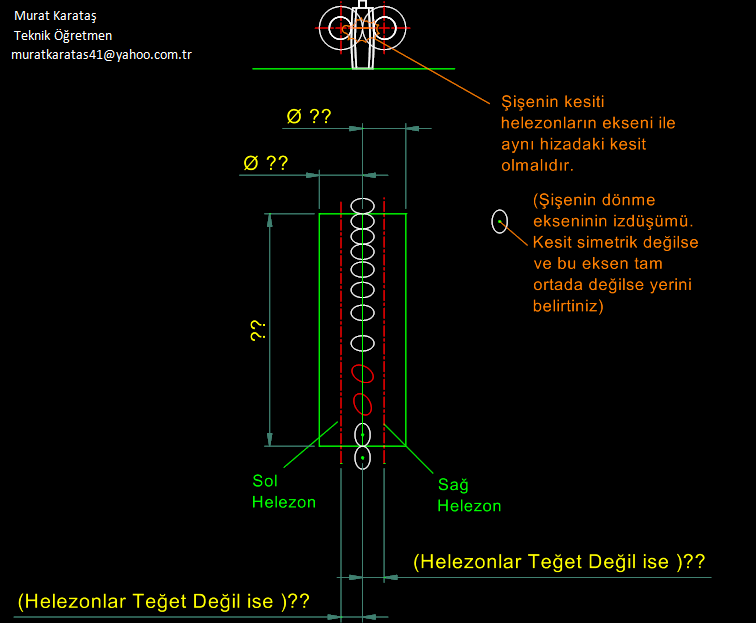 Murat Karataş
Teknik Öğretmen
muratkaratas41@yahoo.com.tr
Şişenin kesiti
helezonların ekseni ile
aynı hizadaki kesit
olmalıdır.
Ø ??
Ø ??
(Şişenin dönme
ekseninin izdüşümü.
Kesit simetrik değilse
ve bu eksen tam
ortada değilse yerini
belirtiniz)
??
Sol
Helezon
Sağ
Helezon
(Helezonlar Teğet Değil ise )??
(Helezonlar Teğet Değil ise )??